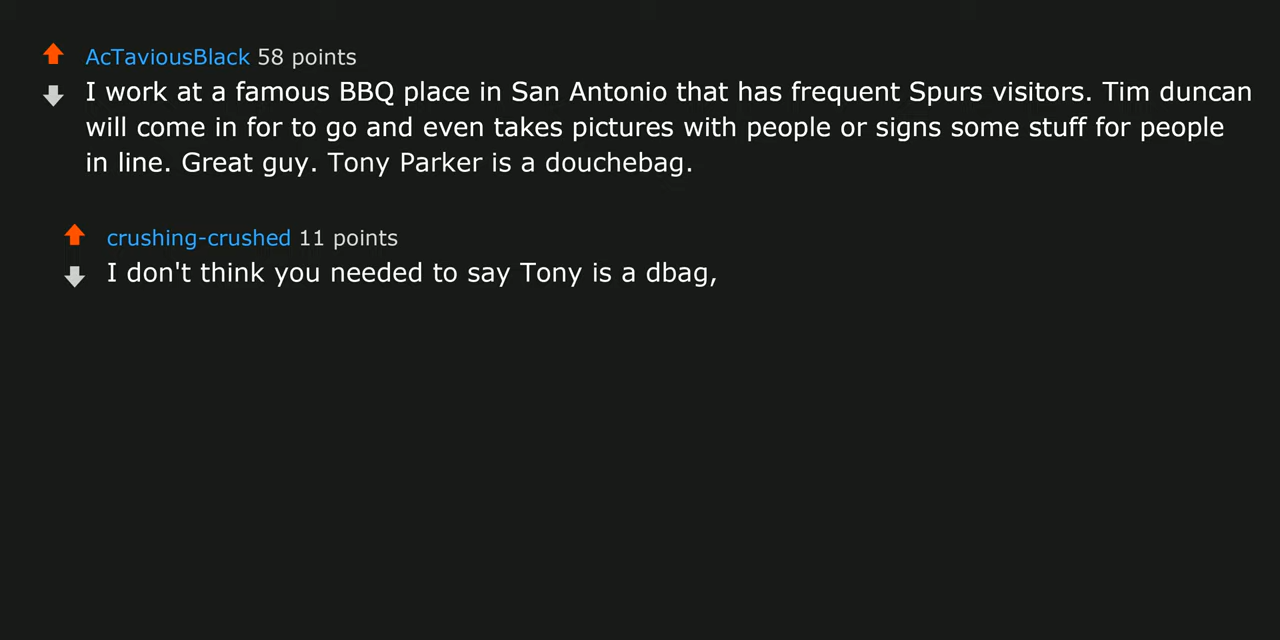 AcTaviousBlack 58 points
I work at a famous BBQ place in San Antonio that has frequent Spurs visitors. Tim duncan
will come in for to go and even takes pictures with people or signs some stuff for people
in line. Great guy. Tony Parker is a douchebag.
crushing-crushed 11 points
I don't think you needed to say Tony is a dbag,